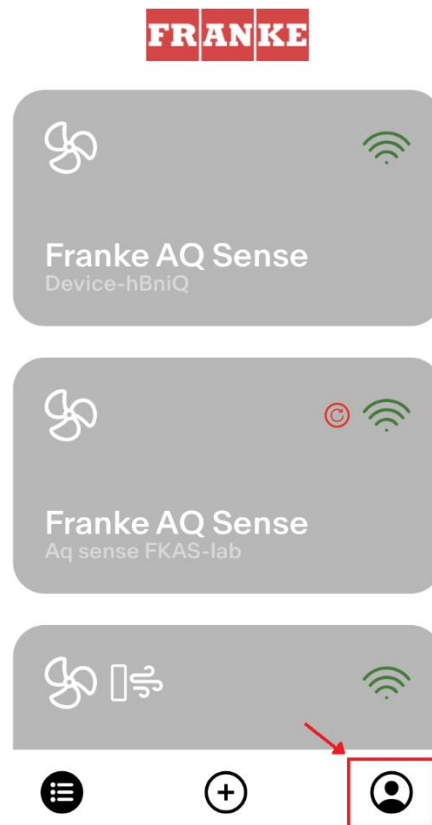 FRANKE
Franke AQ Sense
Device-hBniQ
Franke AQ Sense
Aq sense FKAS-lab